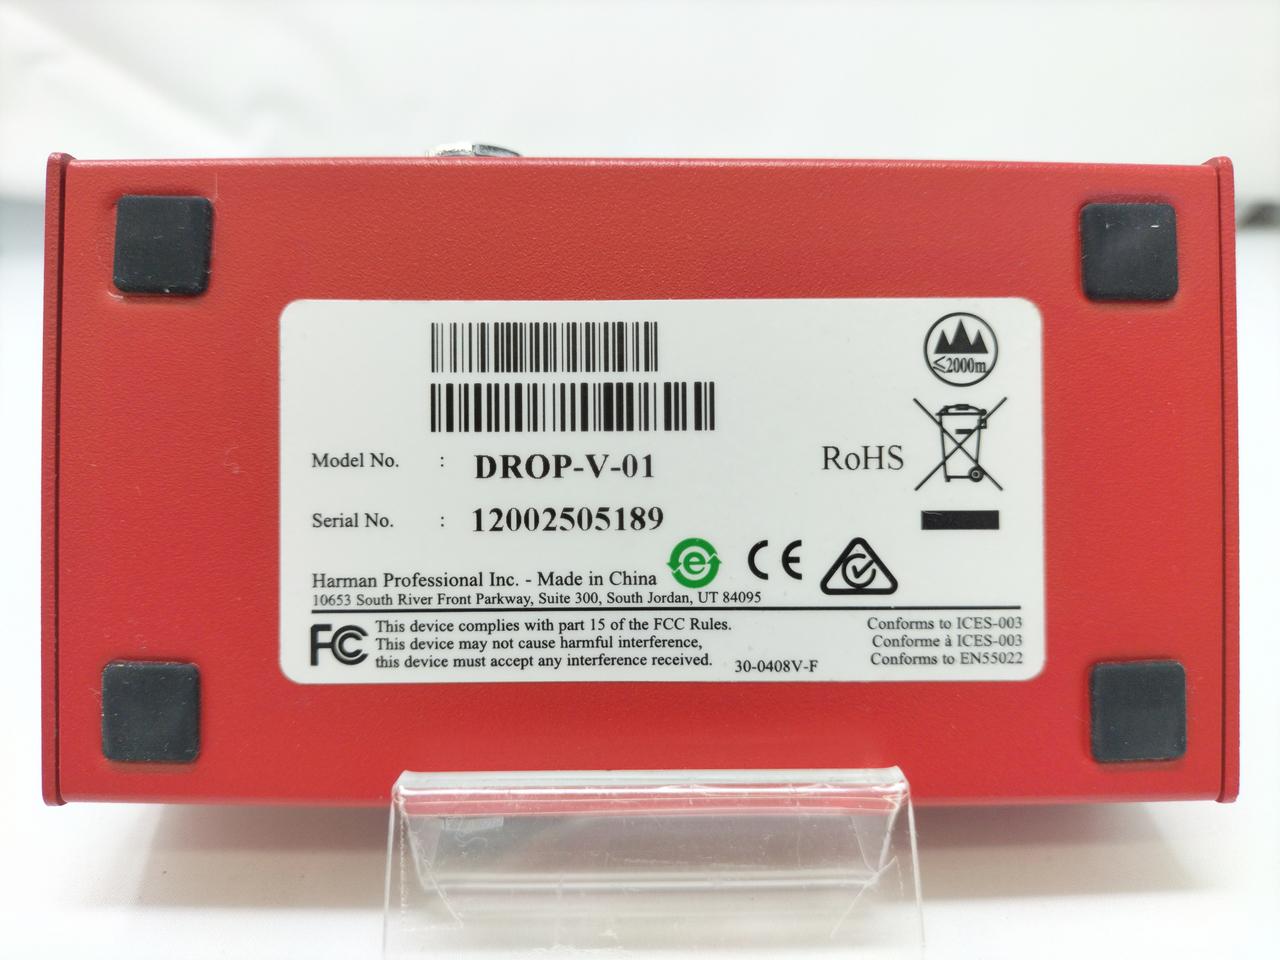 ≤2000m
Model No. : DROP-V-01
RoHS
Serial No. : 12002505189
Harman Professional Inc. - Made in China
e
CE
10653 South River Front Parkway, Suite 300, South Jordan, UT 84095
FC
This device complies with part 15 of the FCC Rules.
This device may not cause harmful interference,
this device must accept any interference received.
30-0408V-F
Conforms to ICES-003
Conforme à ICES-003
Conforms to EN55022